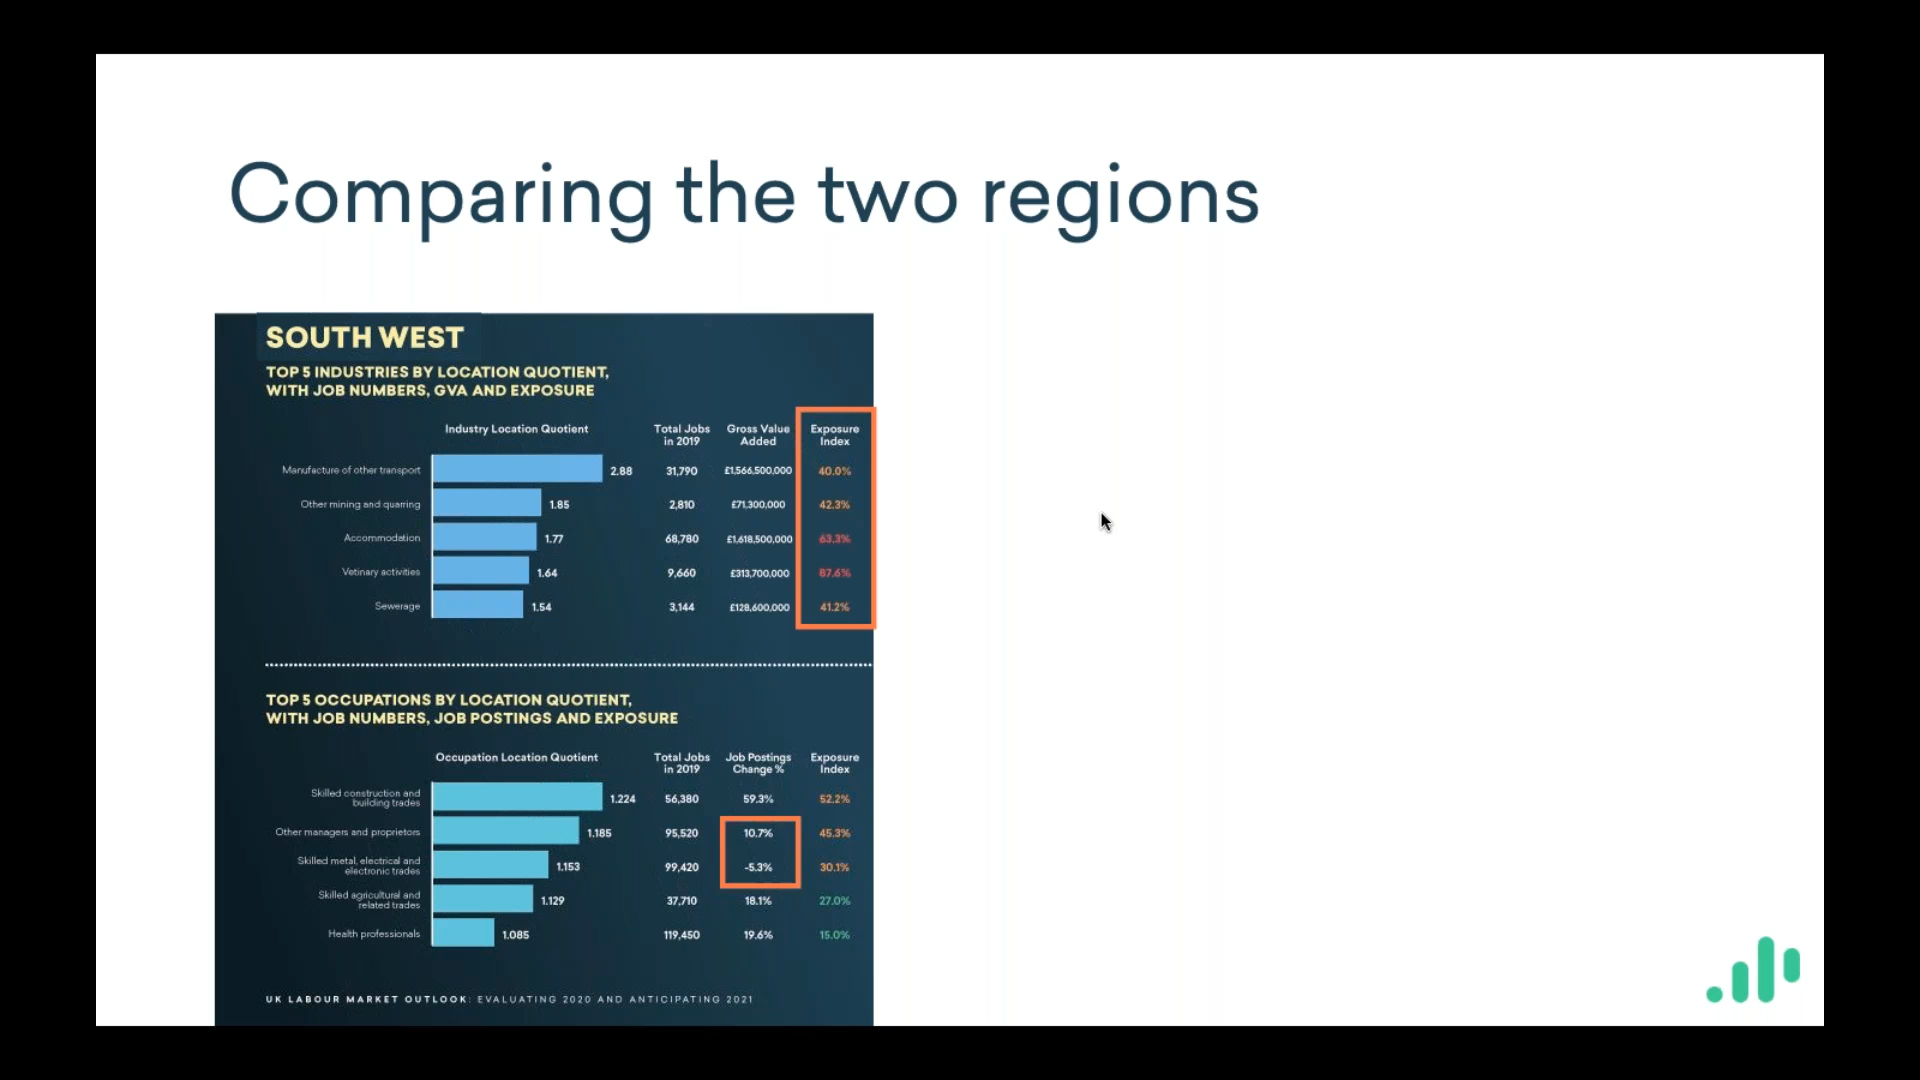 Comparing the two regions
SOUTH WEST
TOP 5 INDUSTRIES BY LOCATION QUOTIENT,
WITH JOB NUMBERS, GVA AND EXPOSURE
Industry Location Quotient Total Jobs in 2019 Gross Value Added Exposure Index
Manufacture of other transport 2.88 31,790 £1,566,500,000 40.0%
Other mining and quarring 1.85 2,810 £71,300,000 42.3%
Accommodation 1.77 68,780 £1,618,500,000 63.3%
Vetinary activities 1.64 9,660 £313,700,000 87.6%
Sewerage 1.54 3,144 £128,600,000 41.2%
TOP 5 OCCUPATIONS BY LOCATION QUOTIENT,
WITH JOB NUMBERS, JOB POSTINGS AND EXPOSURE
Occupation Location Quotient Total Jobs in 2019 Job Postings Change % Exposure Index
Skilled construction and building trades 1.224 56,380 59.3% 52.2%
Other managers and proprietors 1.185 95,520 10.7% 45.3%
Skilled metal, electrical and electronic trades 1.153 99,420 -5.3% 30.1%
Skilled agricultural and related trades 1.129 37,710 18.1% 27.0%
Health professionals 1.085 119,450 19.6% 15.0%
UK LABOUR MARKET OUTLOOK: EVALUATING 2020 AND ANTICIPATING 2021